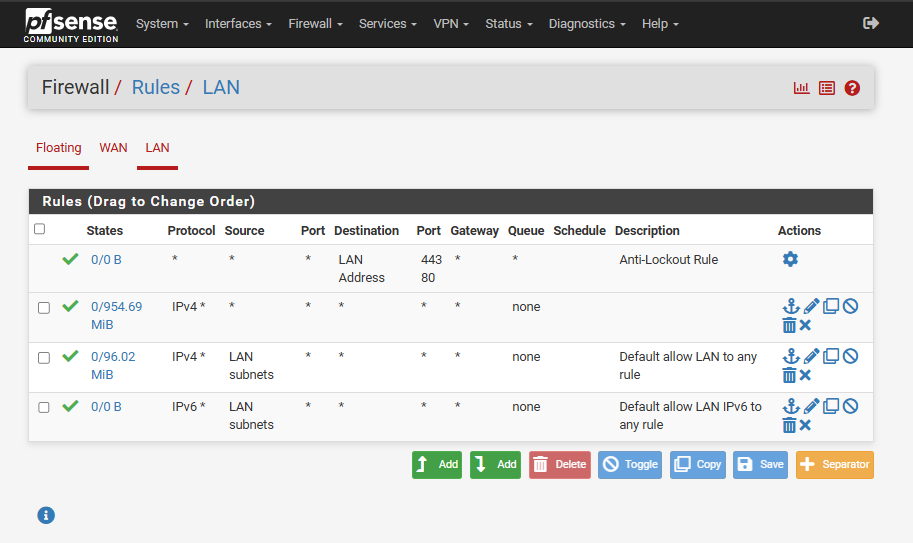 pfsense System Interfaces Firewall Services VPN Status Diagnostics Help
COMMUNITY EDITION
Firewall / Rules / LAN
Floating WAN LAN
Rules (Drag to Change Order)
States Protocol Source Port Destination Port Gateway Queue Schedule Description Actions
0/0 B * * * LAN 443 * * Anti-Lockout Rule
Address 80
0/954.69 IPv4 * * * * * * none
MiB
0/96.02 IPv4 * LAN * * * * none Default allow LAN to any
MiB subnets rule
0/0 B IPv6 * LAN * * * * none Default allow LAN IPv6 to
subnets any rule
Add Add Delete Toggle Copy Save Separator